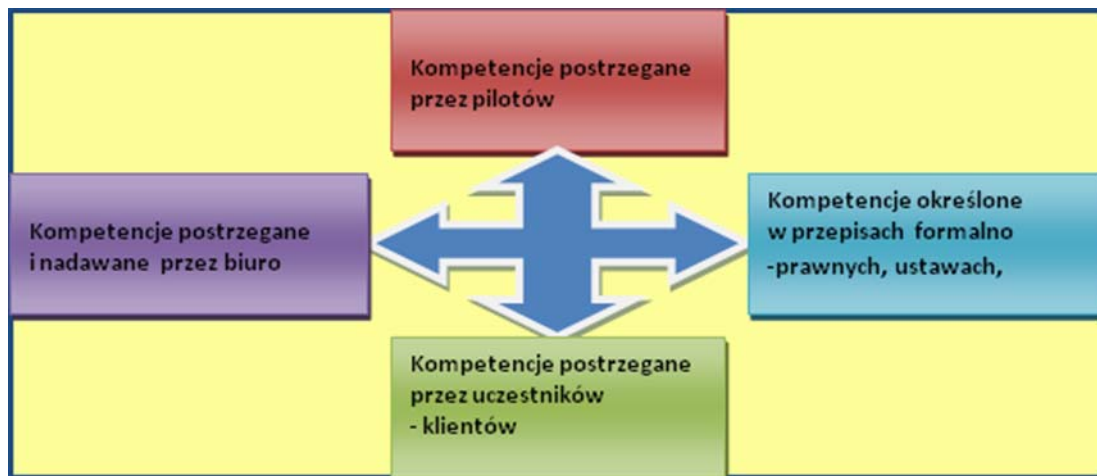 Kompetencje postrzegane
przez pilotów
Kompetencje postrzegane
i nadawane przez biuro
Kompetencje określone
w przepisach formalno
-prawnych, ustawach,
Kompetencje postrzegane
przez uczestników
- klientów